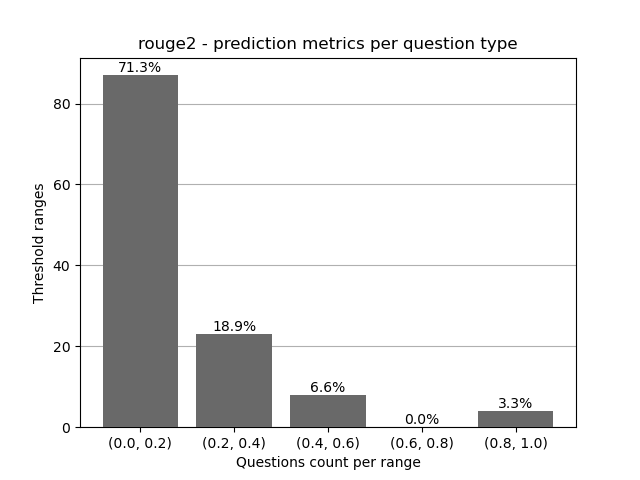 rouge2 - prediction metrics per question type
71.3%
80
60
Threshold ranges
40
18.9%
20
6.6%
3.3%
0.0%
0
(0.0, 0.2) (0.2, 0.4) (0.4, 0.6) (0.6, 0.8) (0.8, 1.0)
Questions count per range